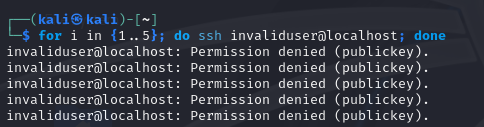 ┌──(kali㉿kali)-[~]
└─$ for i in {1..5}; do ssh invaliduser@localhost; done
invaliduser@localhost: Permission denied (publickey).
invaliduser@localhost: Permission denied (publickey).
invaliduser@localhost: Permission denied (publickey).
invaliduser@localhost: Permission denied (publickey).
invaliduser@localhost: Permission denied (publickey).